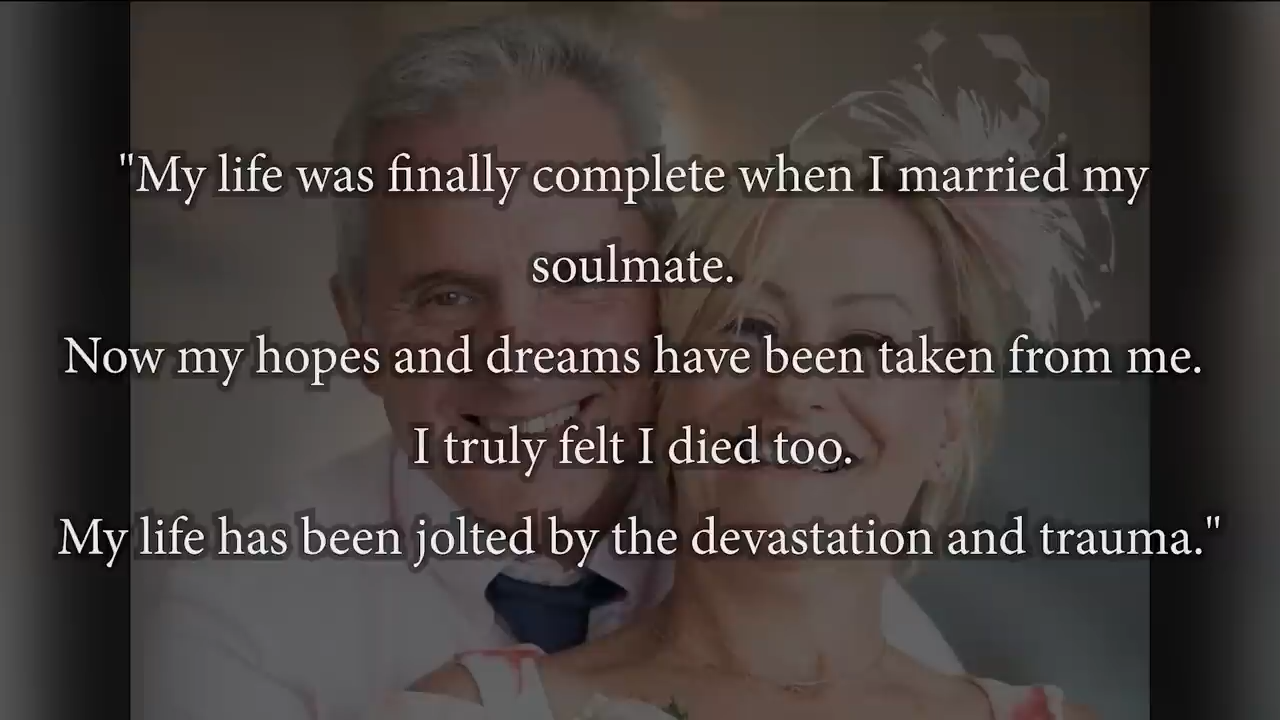 "My life was finally complete when I married my
soulmate.
Now my hopes and dreams have been taken from me.
I truly felt I died too.
My life has been jolted by the devastation and trauma."